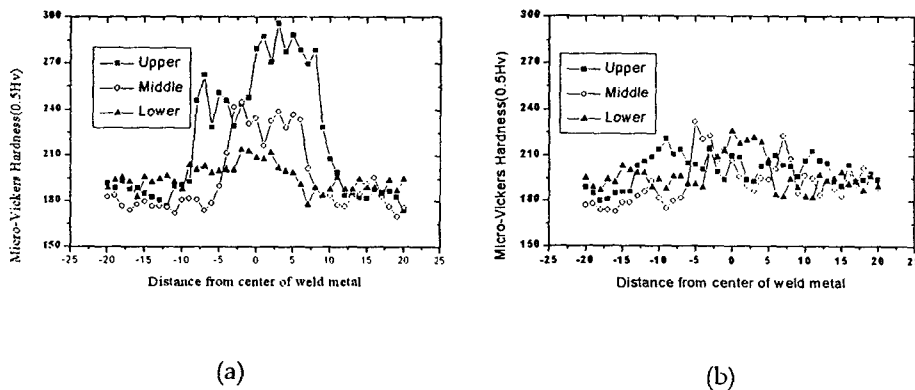 300
270
240
210
180
150
Micro-Vickers Hardness(0.5Hv)
Upper
Middle
Lower
-25 -20 -15 -10 -5 0 5 10 15 20 25
Distance from center of weld metal
(a)
300
270
240
210
180
150
Micro-Vickers Hardness(0.5Hv)
Upper
Middle
Lower
-25 -20 -15 -10 -5 0 5 10 15 20 25
Distance from center of weld metal
(b)